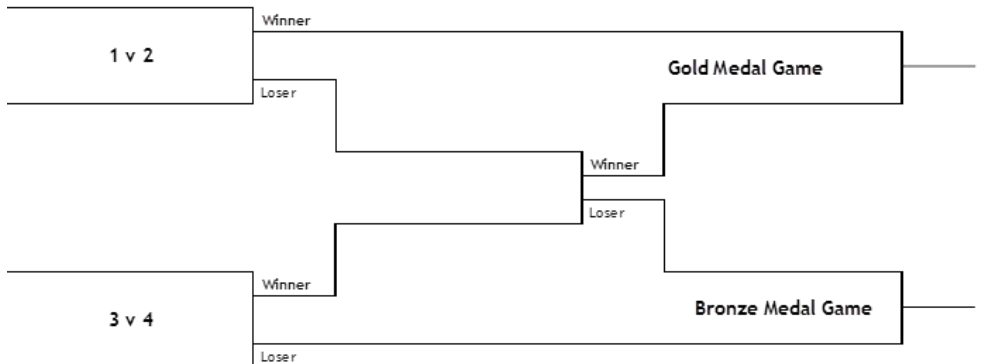 Winner
1 v 2
Gold Medal Game
Loser
Winner
Loser
Winner
Bronze Medal Game
3 v 4
Loser